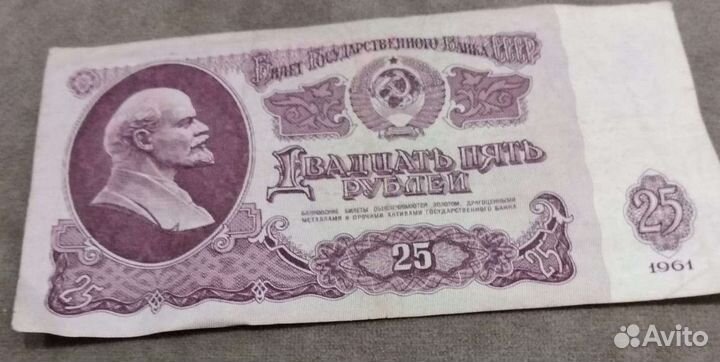 Билет Государственного Банка СССР
Двадцать пять
рублей
БАНКОВСКИЕ БИЛЕТЫ ОБЕСПЕЧИВАЮТСЯ ЗОЛОТОМ, ДРАГОЦЕННЫМИ
МЕТАЛЛАМИ И ПРОЧИМИ АКТИВАМИ ГОСУДАРСТВЕННОГО БАНКА
25
25
25
25
1961
Avito